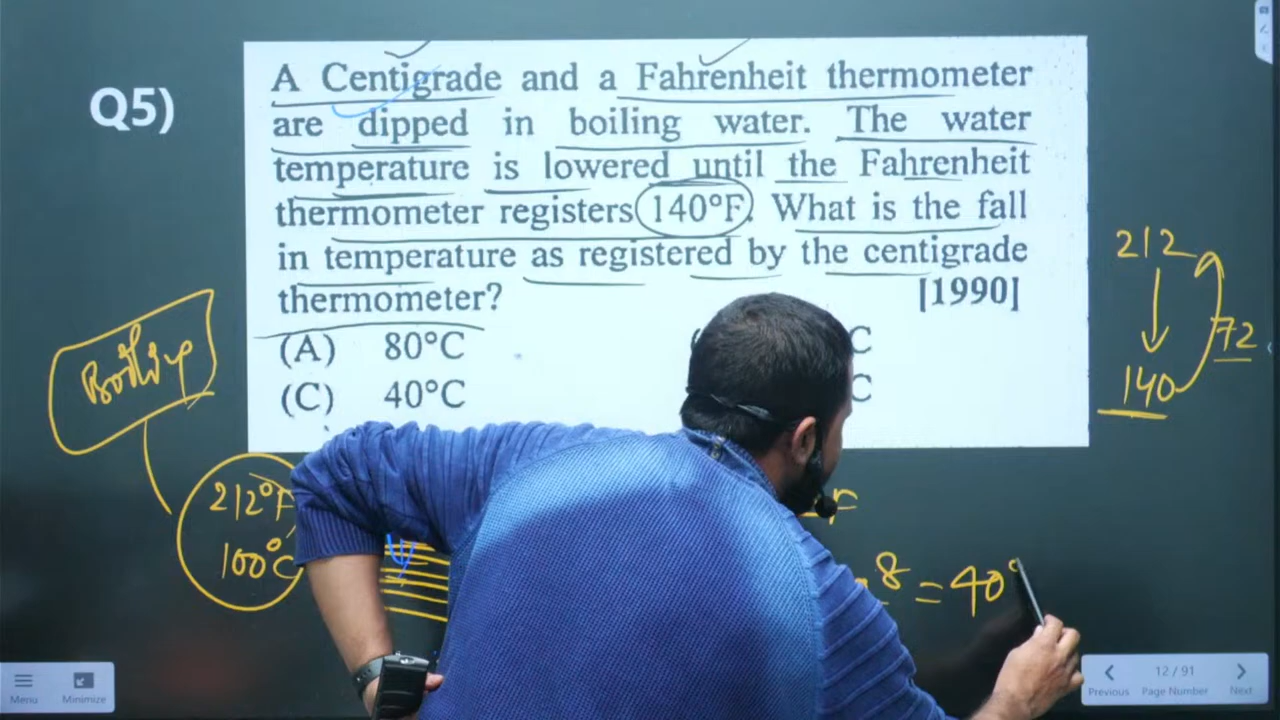 Q5)
A Centigrade and a Fahrenheit thermometer
are dipped in boiling water. The water
temperature is lowered until the Fahrenheit
thermometer registers 140°F. What is the fall
in temperature as registered by the centigrade
thermometer? [1990]
(A) 80°C C
(C) 40°C C
212
72
140
Boiling
212°F
100°C
8 = 40°
Menu
Minimize
Previous
12 / 91
Page Number
Next